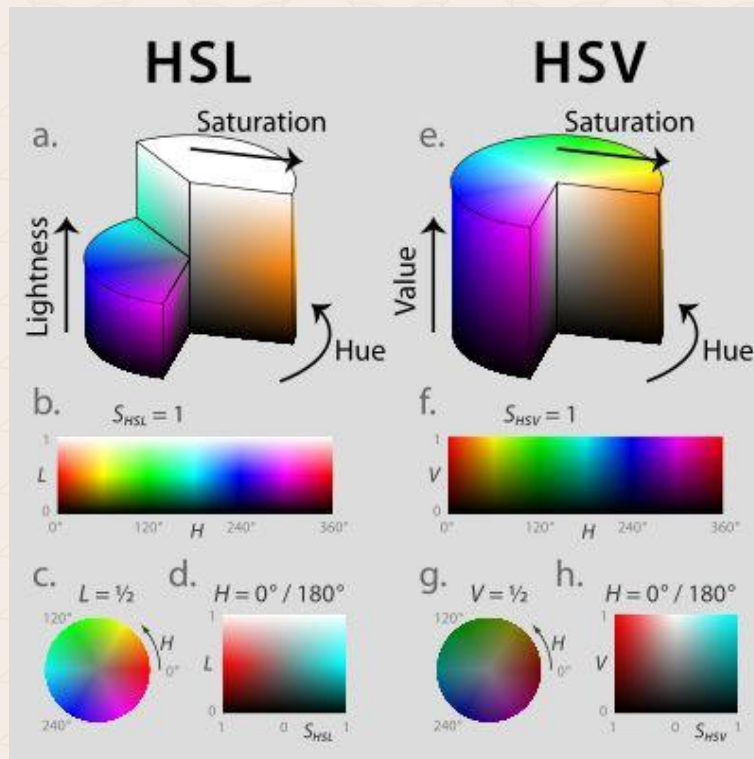 HSL
HSV
a.
Saturation
Lightness
Hue
e.
Saturation
Value
Hue
b.
S_HSL = 1
1
L
0
0°
120°
240°
360°
H
f.
S_HSV = 1
1
V
0
0°
120°
240°
360°
H
c.
L = ½
120°
H
0°
240°
d.
H = 0° / 180°
1
L
0
1
0
1
S_HSL
g.
V = ½
120°
H
0°
240°
h.
H = 0° / 180°
1
V
0
1
0
1
S_HSV